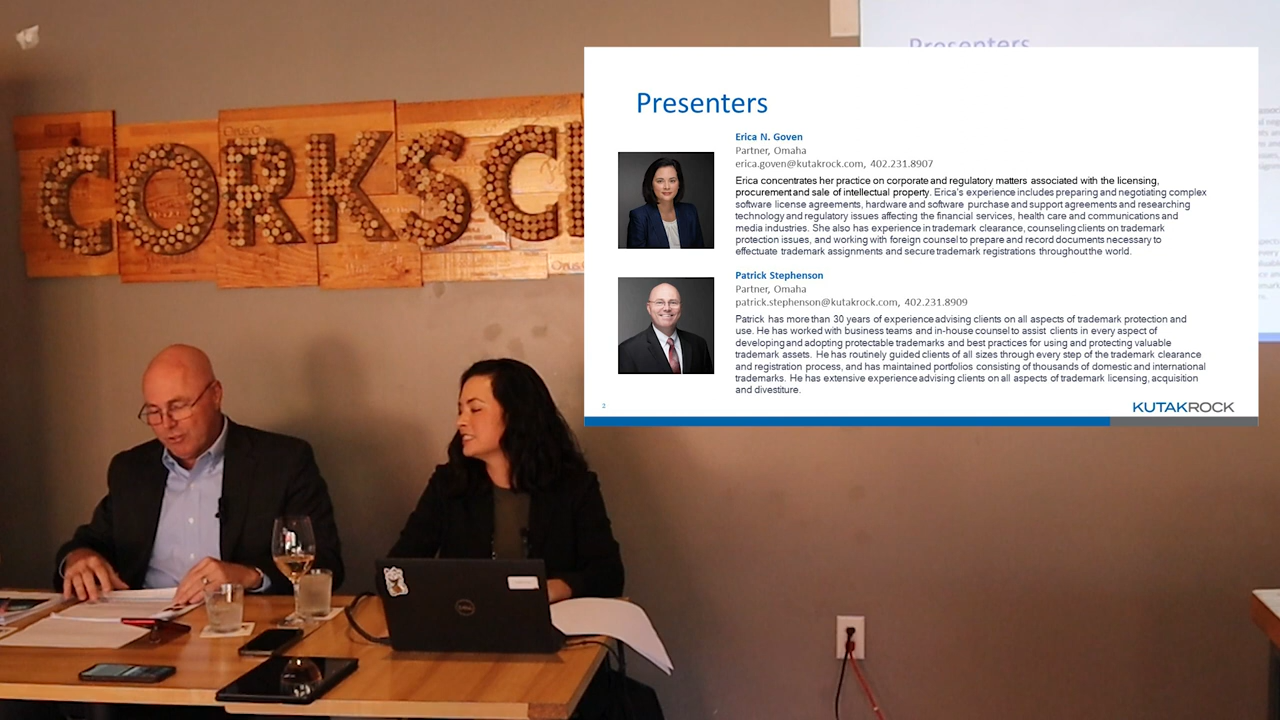 CORKSC
Presenters
Presenters
Erica N. Goven
Partner, Omaha
erica.goven@kutakrock.com, 402.231.8907
Erica concentrates her practice on corporate and regulatory matters associated with the licensing,
procurement and sale of intellectual property. Erica's experience includes preparing and negotiating complex
software license agreements, hardware and software purchase and support agreements and researching
technology and regulatory issues affecting the financial services, health care and communications and
media industries. She also has experience in trademark clearance, counseling clients on trademark
protection issues, and working with foreign counsel to prepare and record documents necessary to
effectuate trademark assignments and secure trademark registrations throughout the world.
Patrick Stephenson
Partner, Omaha
patrick.stephenson@kutakrock.com, 402.231.8909
Patrick has more than 30 years of experience advising clients on all aspects of trademark protection and
use. He has worked with business teams and in-house counsel to assist clients in every aspect of
developing and adopting protectable trademarks and best practices for using and protecting valuable
trademark assets. He has routinely guided clients of all sizes through every step of the trademark clearance
and registration process, and has maintained portfolios consisting of thousands of domestic and international
trademarks. He has extensive experience advising clients on all aspects of trademark licensing, acquisition
and divestiture.
2
KUTAKROCK
DELL